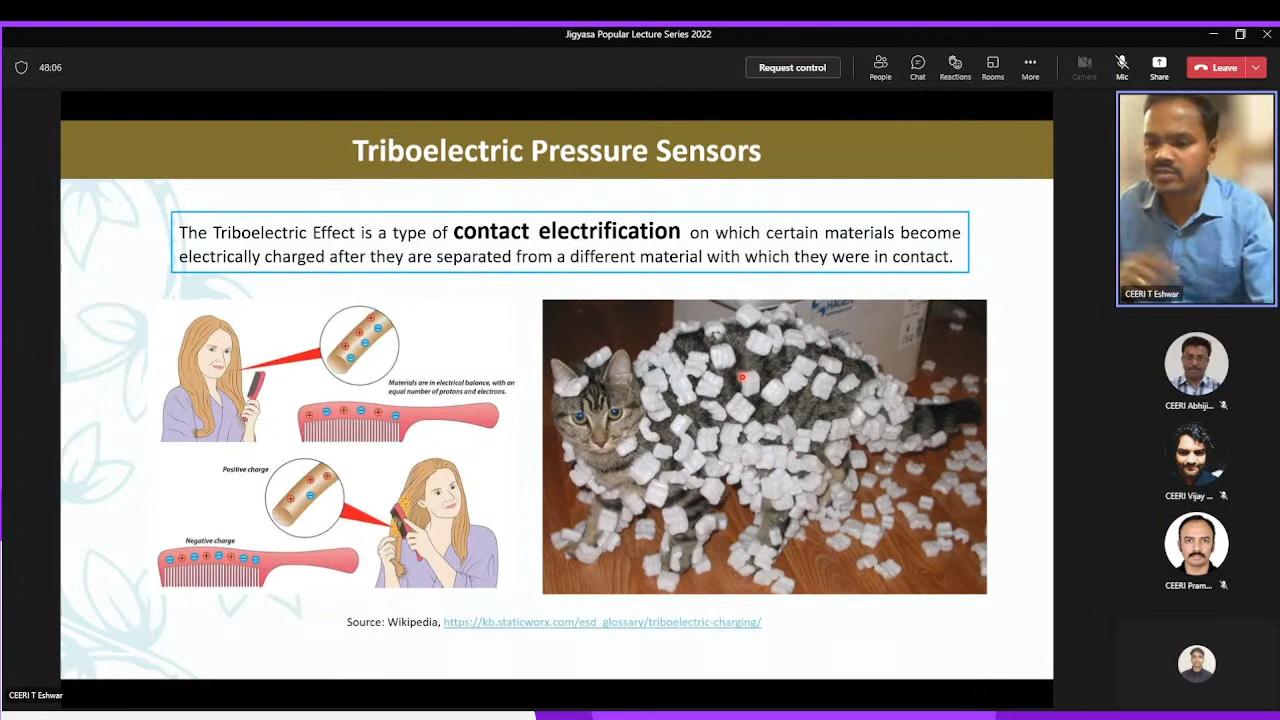 Jigyasa Popular Lecture Series 2022
48:06
Request control
People
Chat
Reactions
Rooms
More
Camera
Mic
Share
Leave
Triboelectric Pressure Sensors
The Triboelectric Effect is a type of contact electrification on which certain materials become
electrically charged after they are separated from a different material with which they were in contact.
Materials are in electrical balance, with an
equal number of protons and electrons.
Positive charge
Negative charge
Source: Wikipedia, https://kb.staticworx.com/esd_glossary/triboelectric-charging/
CEERI T Eshwar
CEERI Abhiji...
CEERI Vijay ...
CEERI Pram...
CEERI T Eshwar